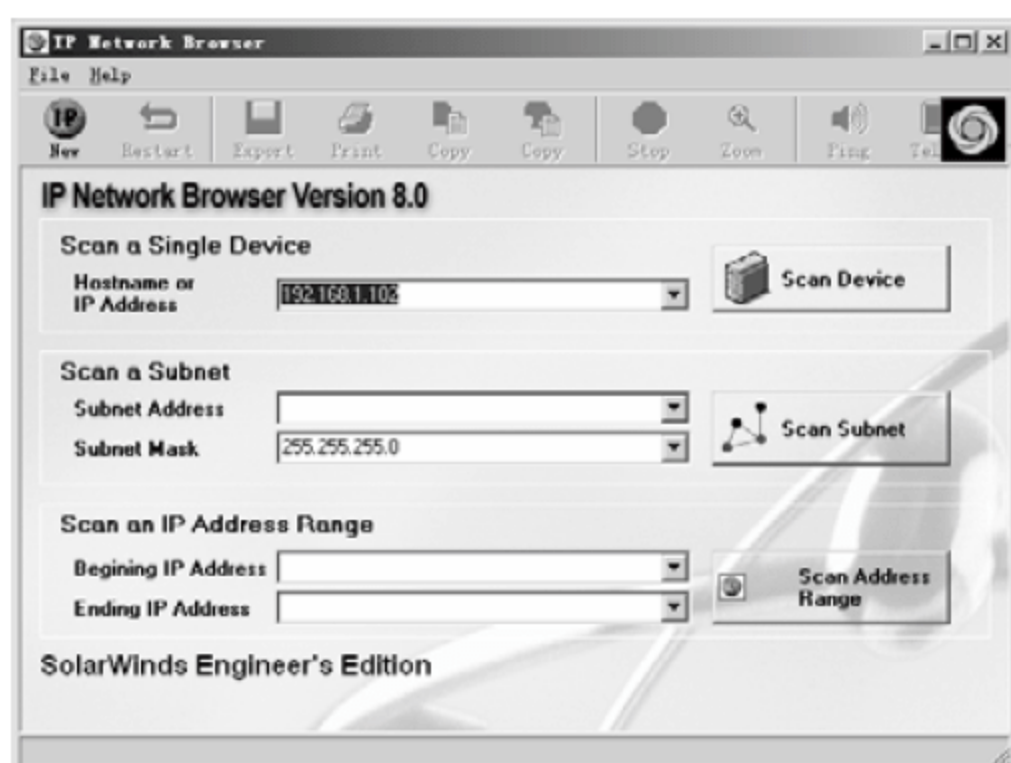 IP Network Browser
File Help
IP
New Restart Export Print Copy Copy Stop Zoom Ping Tel
IP Network Browser Version 8.0
Scan a Single Device
Hostname or
IP Address
192.168.1.102
Scan Device
Scan a Subnet
Subnet Address
Subnet Mask
255.255.255.0
Scan Subnet
Scan an IP Address Range
Begining IP Address
Ending IP Address
Scan Address
Range
SolarWinds Engineer's Edition